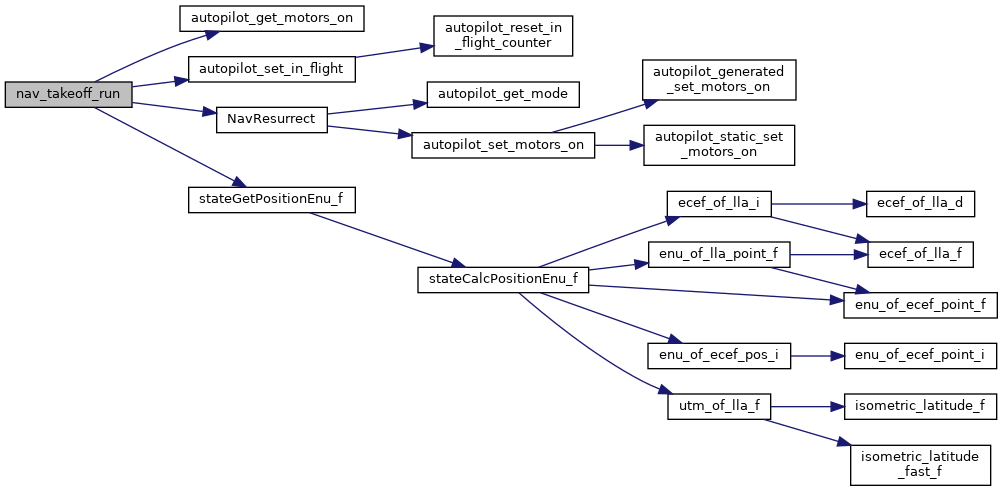 nav_takeoff_run
autopilot_get_motors_on
autopilot_set_in_flight
autopilot_reset_in
_flight_counter
NavResurrect
autopilot_get_mode
autopilot_set_motors_on
autopilot_generated
_set_motors_on
autopilot_static_set
_motors_on
stateGetPositionEnu_f
stateCalcPositionEnu_f
ecef_of_lla_i
ecef_of_lla_d
ecef_of_lla_f
enu_of_lla_point_f
enu_of_ecef_point_f
enu_of_ecef_pos_i
enu_of_ecef_point_i
utm_of_lla_f
isometric_latitude_f
isometric_latitude
_fast_f